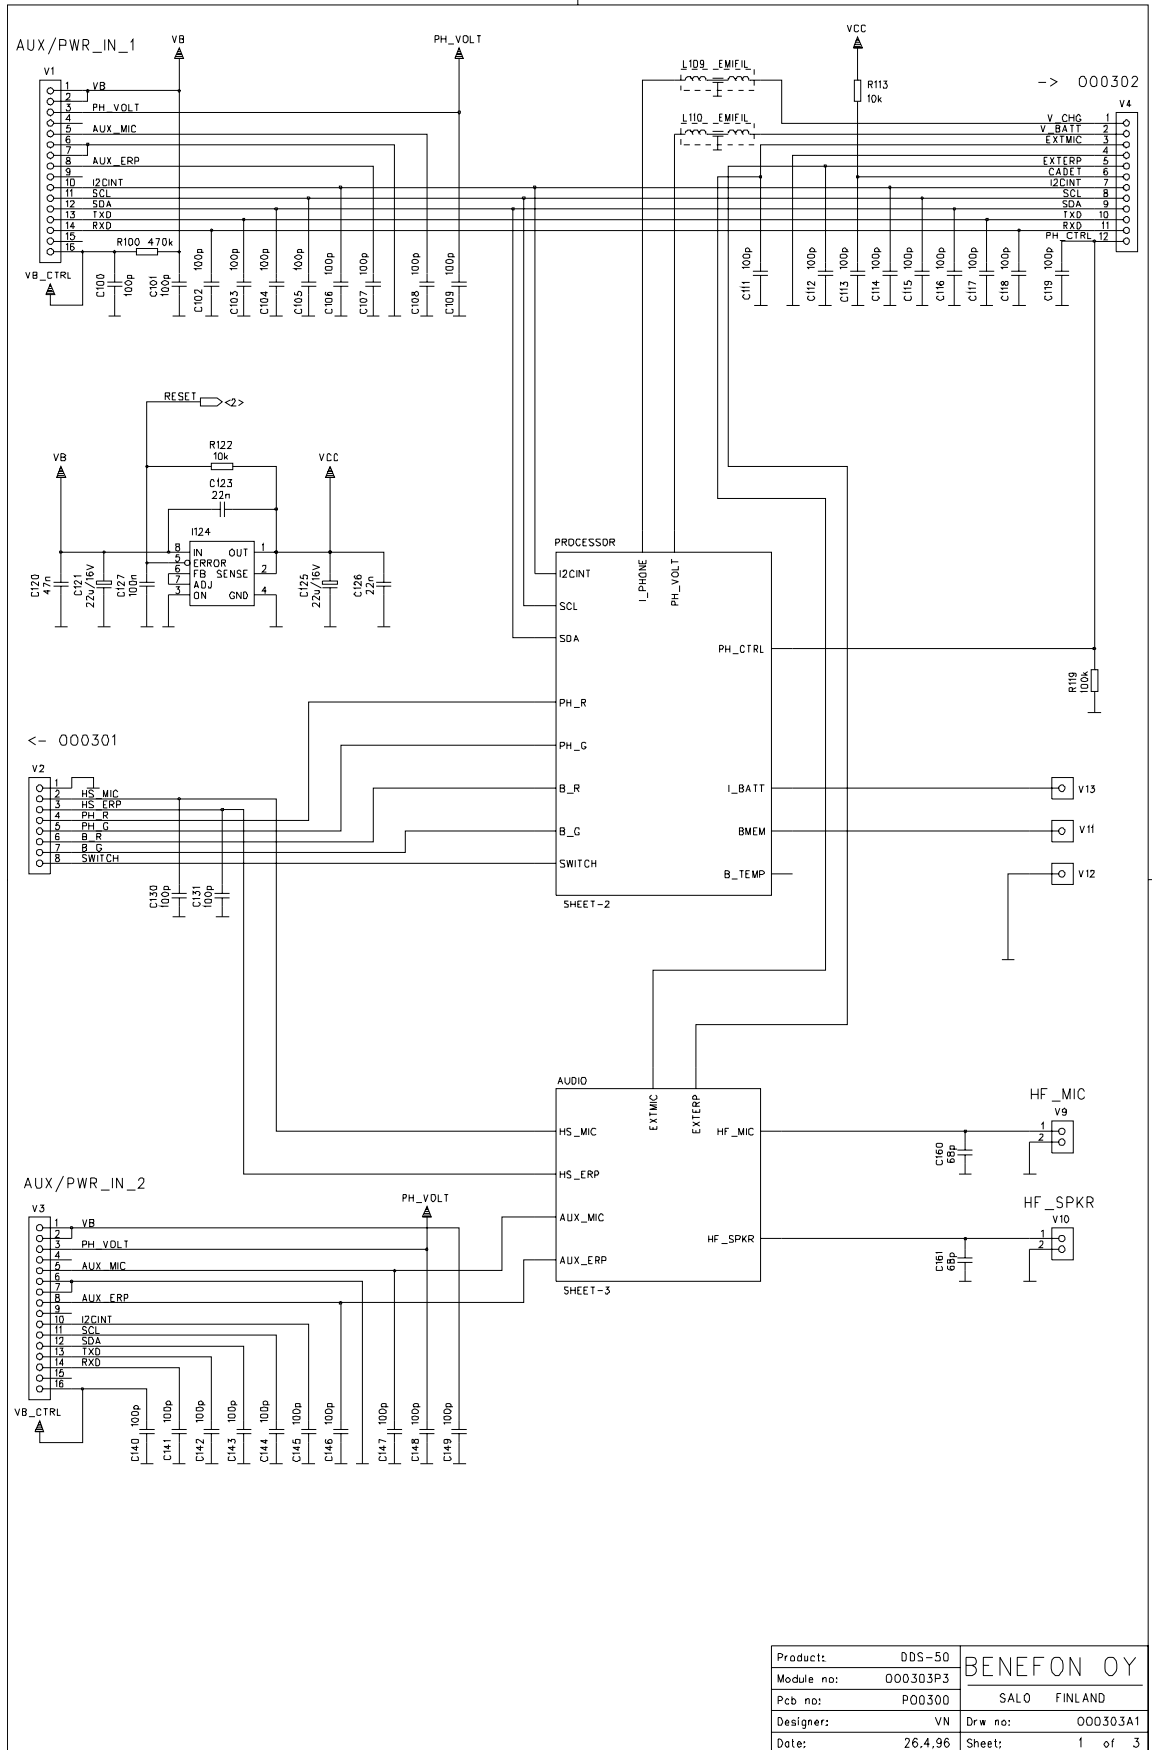 AUX/PWR_IN_1
VB
PH_VOLT
VCC
V1
1 VB
2
3 PH_VOLT
4
5 AUX_MIC
6
7
8 AUX_ERP
9
10 I2CINT
11 SCL
12 SDA
13 TXD
14 RXD
15
16
VB_CTRL
R100 470k
C100 100p
C101 100p
C102 100p
C103 100p
C104 100p
C105 100p
C106 100p
C107 100p
C108 100p
C109 100p
L109 EMIFIL
L110 EMIFIL
R113
10k
-> 000302
V4
V_CHG 1
V_BATT 2
EXTMIC 3
4
EXTERP 5
CADET 6
I2CINT 7
SCL 8
SDA 9
TXD 10
RXD 11
PH_CTRL 12
C111 100p
C112 100p
C113 100p
C114 100p
C115 100p
C116 100p
C117 100p
C118 100p
C119 100p
RESET <2>
R122
10k
VB
VCC
C123
22n
I124
8 IN OUT 1
5 ERROR
6 FB SENSE 2
7 ADJ
3 ON GND 4
C120 47n
C121 22u/16V
C127 100n
C125 22u/16V
C126 22n
PROCESSOR
I_PHONE
PH_VOLT
I2CINT
SCL
SDA
PH_CTRL
PH_R
PH_G
B_R
B_G
SWITCH
I_BATT
BMEM
B_TEMP
SHEET-2
R119
100k
V13
V11
V12
<- 000301
V2
1
2 HS_MIC
3 HS_ERP
4 PH_R
5 PH_G
6 B_R
7 B_G
8 SWITCH
C130 100p
C131 100p
AUDIO
EXTMIC
EXTERP
HS_MIC
HS_ERP
AUX_MIC
AUX_ERP
HF_MIC
HF_SPKR
SHEET-3
HF_MIC
V9
1
2
C160 68p
HF_SPKR
V10
1
2
C161 68p
AUX/PWR_IN_2
PH_VOLT
V3
1 VB
2
3 PH_VOLT
4
5 AUX_MIC
6
7
8 AUX_ERP
9
10 I2CINT
11 SCL
12 SDA
13 TXD
14 RXD
15
16
VB_CTRL
C140 100p
C141 100p
C142 100p
C143 100p
C144 100p
C145 100p
C146 100p
C147 100p
C148 100p
C149 100p
Product: DDS-50
Module no: 000303P3
Pcb no: P00300
Designer: VN
Date: 26.4.96
BENEFON OY
SALO FINLAND
Drw no: 000303A1
Sheet: 1 of 3